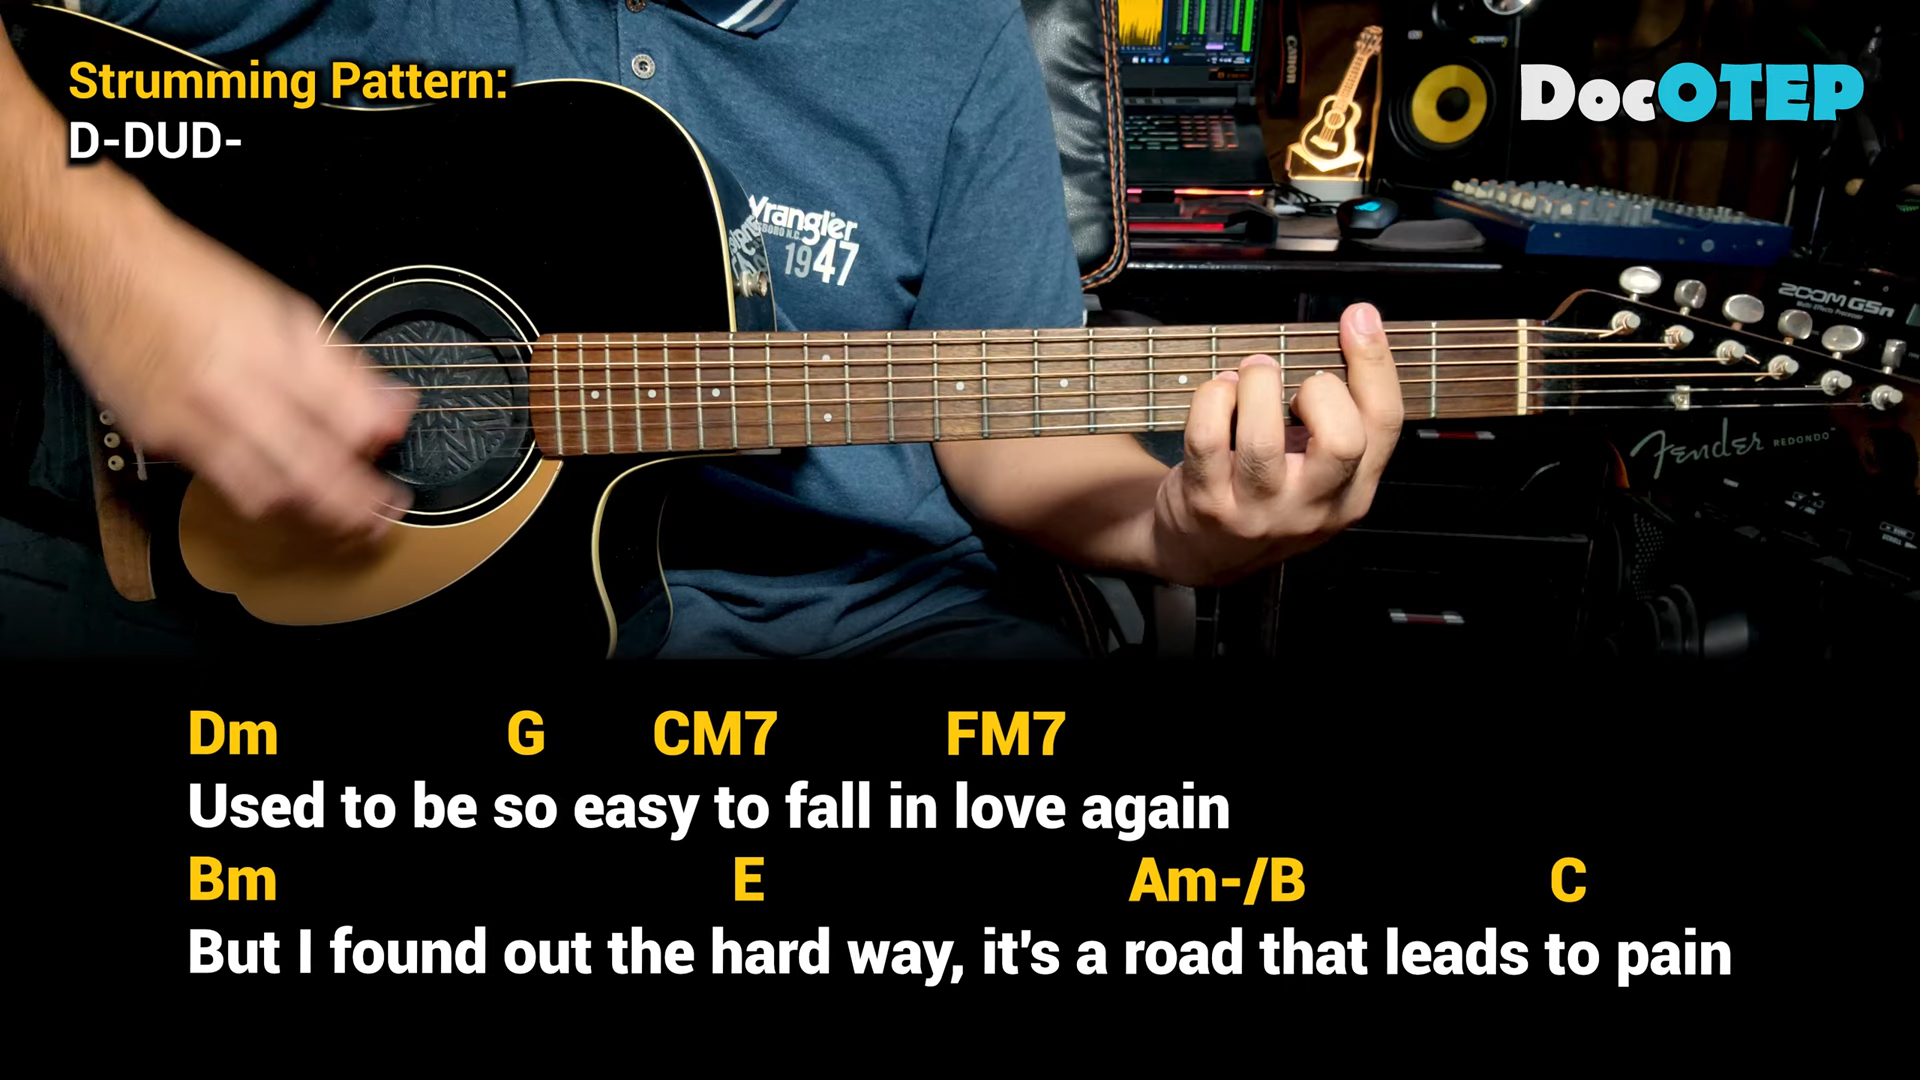 Strumming Pattern:
D-DUD-
DocOTEP
CANON
Wrangler
1947
ZOOM G5n
Fender REDONDO
Dm G CM7 FM7
Used to be so easy to fall in love again
Bm E Am-/B C
But I found out the hard way, it's a road that leads to pain